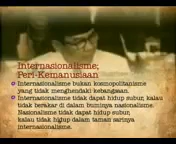 Internasionalisme;
Peri-Kemanusiaan
Internasionalisme bukan kosmopolitanisme
yang tidak menghendaki kebangsaan.
Internasionalisme tidak dapat hidup subur, kalau
tidak berakar di dalam buminya nasionalisme.
Nasionalisme tidak dapat hidup subur,
kalau tidak hidup dalam taman sarinya
internasionalisme.